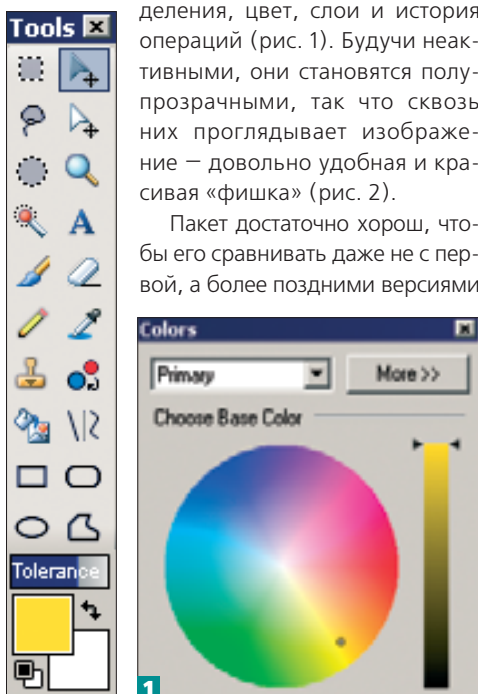 Tools
деления, цвет, слои и история
операций (рис. 1). Будучи неак-
тивными, они становятся полу-
прозрачными, так что сквозь
них проглядывает изображе-
ние – довольно удобная и кра-
сивая «фишка» (рис. 2).
Пакет достаточно хорош, что-
бы его сравнивать даже не с пер-
вой, а более поздними версиями
Colors
Primary
More >>
Choose Base Color
Tolerance
1